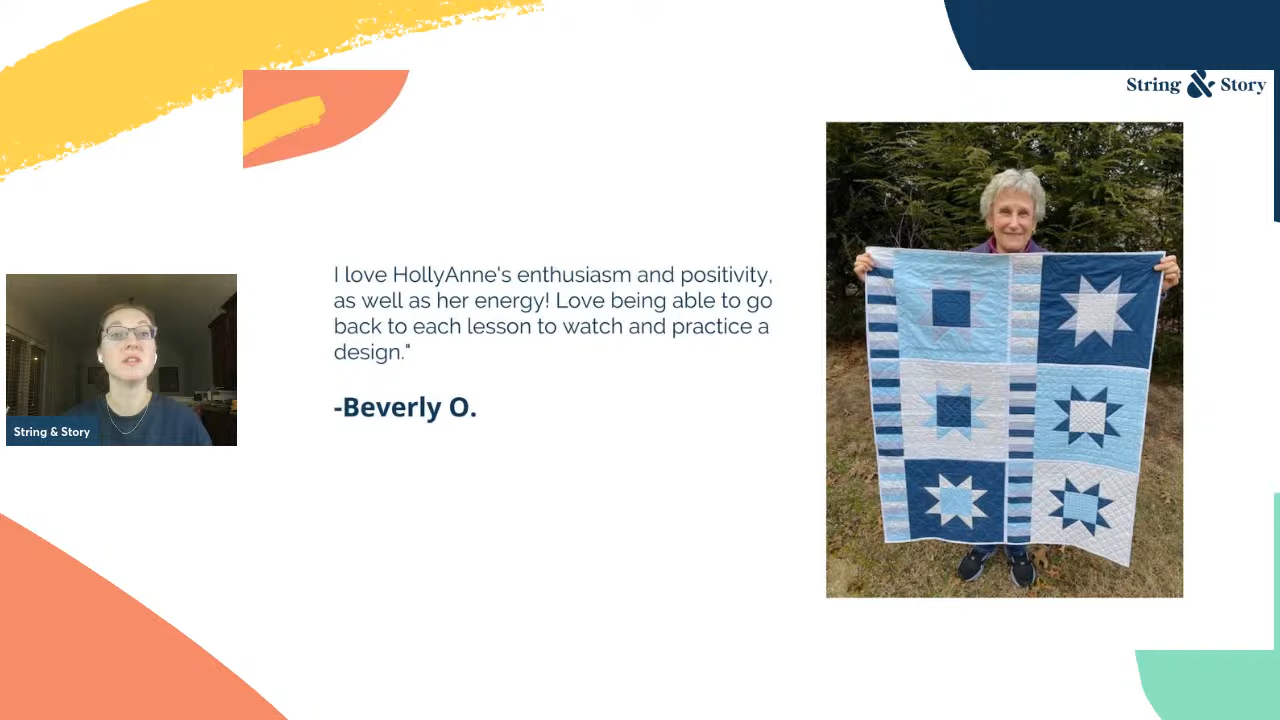 String & Story
I love HollyAnne's enthusiasm and positivity,
as well as her energy! Love being able to go
back to each lesson to watch and practice a
design."
-Beverly O.
String & Story